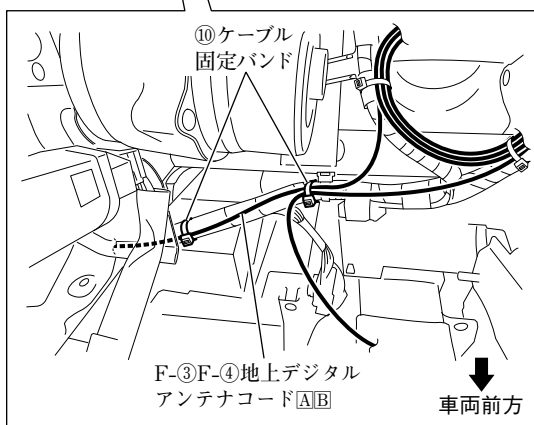 ⑩ケーブル
固定バンド
F-③F-④地上デジタル
アンテナコード🄰🄱
車両前方